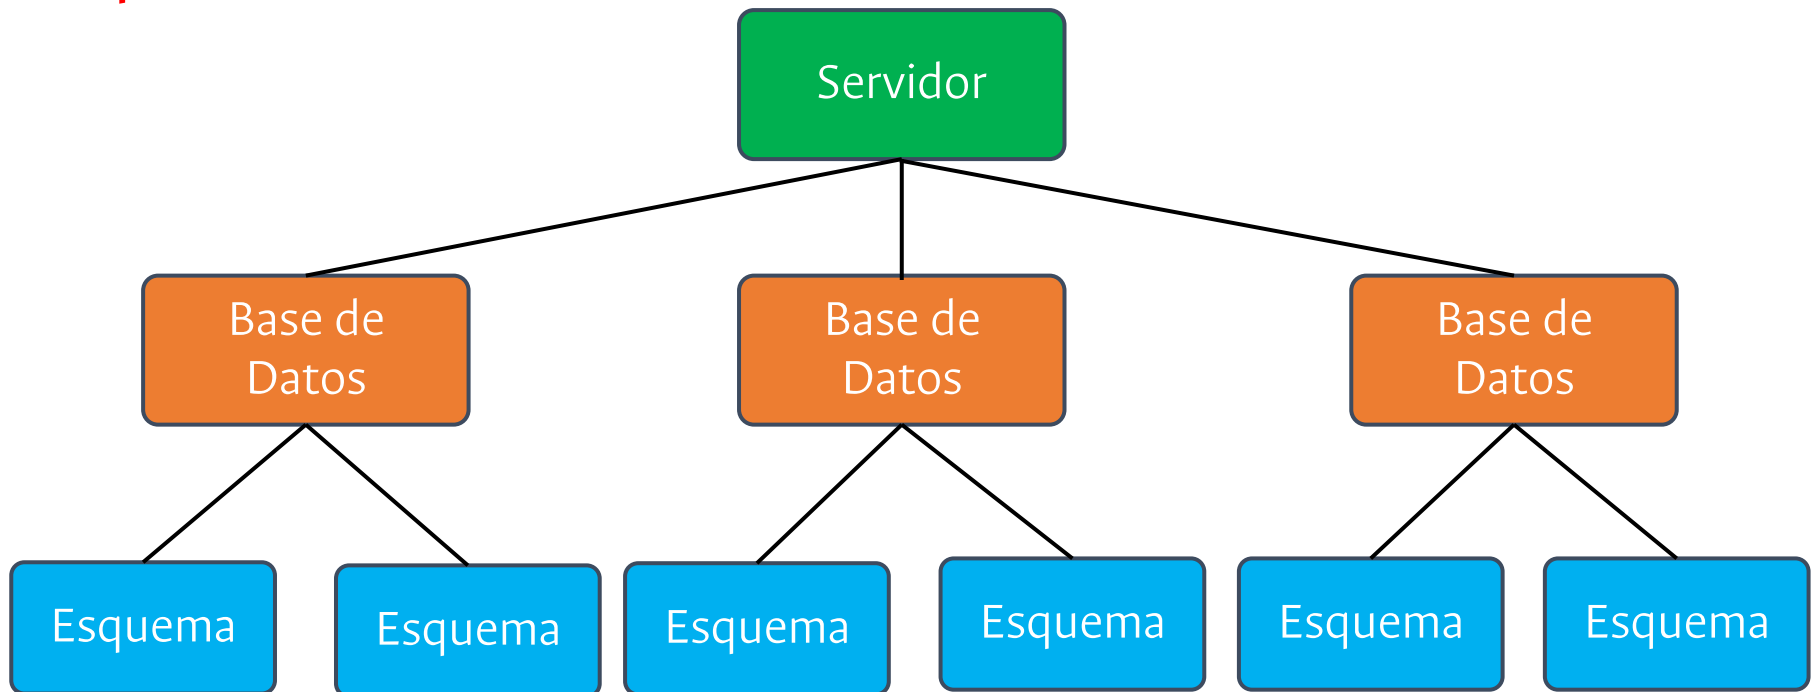 Servidor
Base de
Datos
Base de
Datos
Base de
Datos
Esquema
Esquema
Esquema
Esquema
Esquema
Esquema